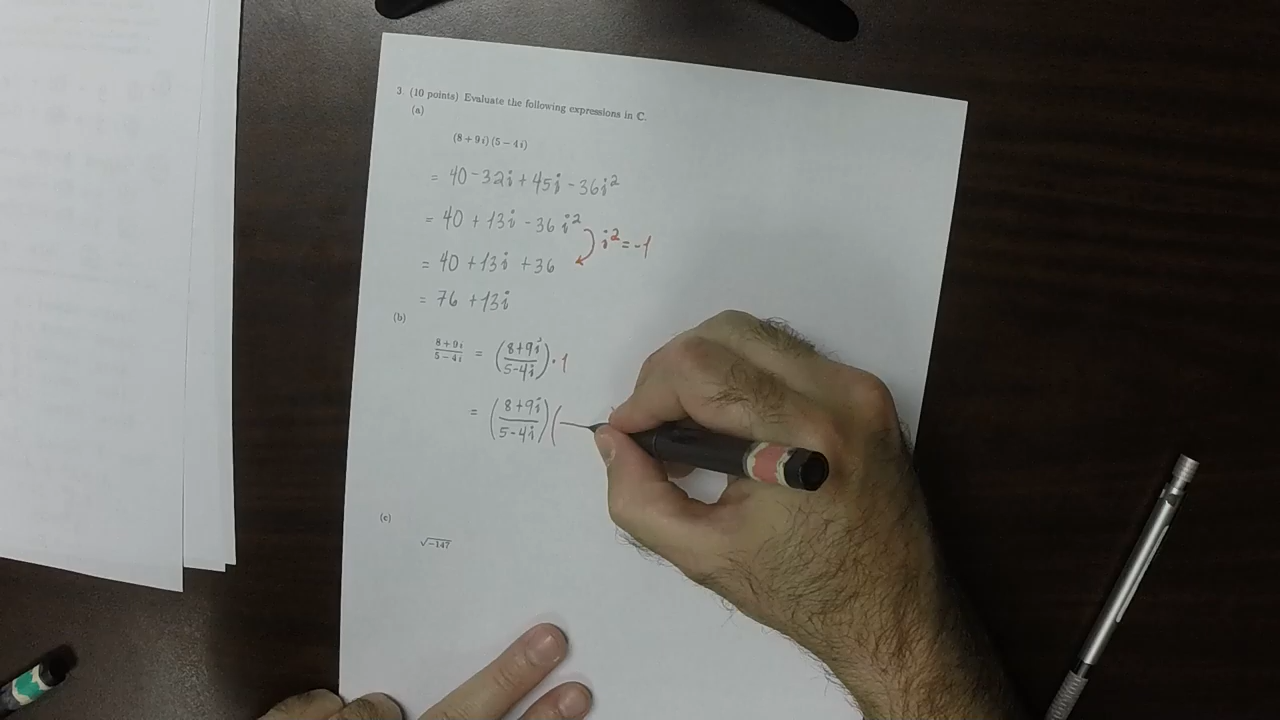 3. (10 points) Evaluate the following expressions in C.
(a)
(8 + 9i)(5 − 4i)
= 40 - 32i + 45i - 36i²
= 40 + 13i - 36i²
i² = -1
= 40 + 13i + 36
= 76 + 13i
(b)
8 + 9i / 5 − 4i = (8+9i / 5-4i) · 1
= (8+9i / 5-4i)(
(c)
√−147